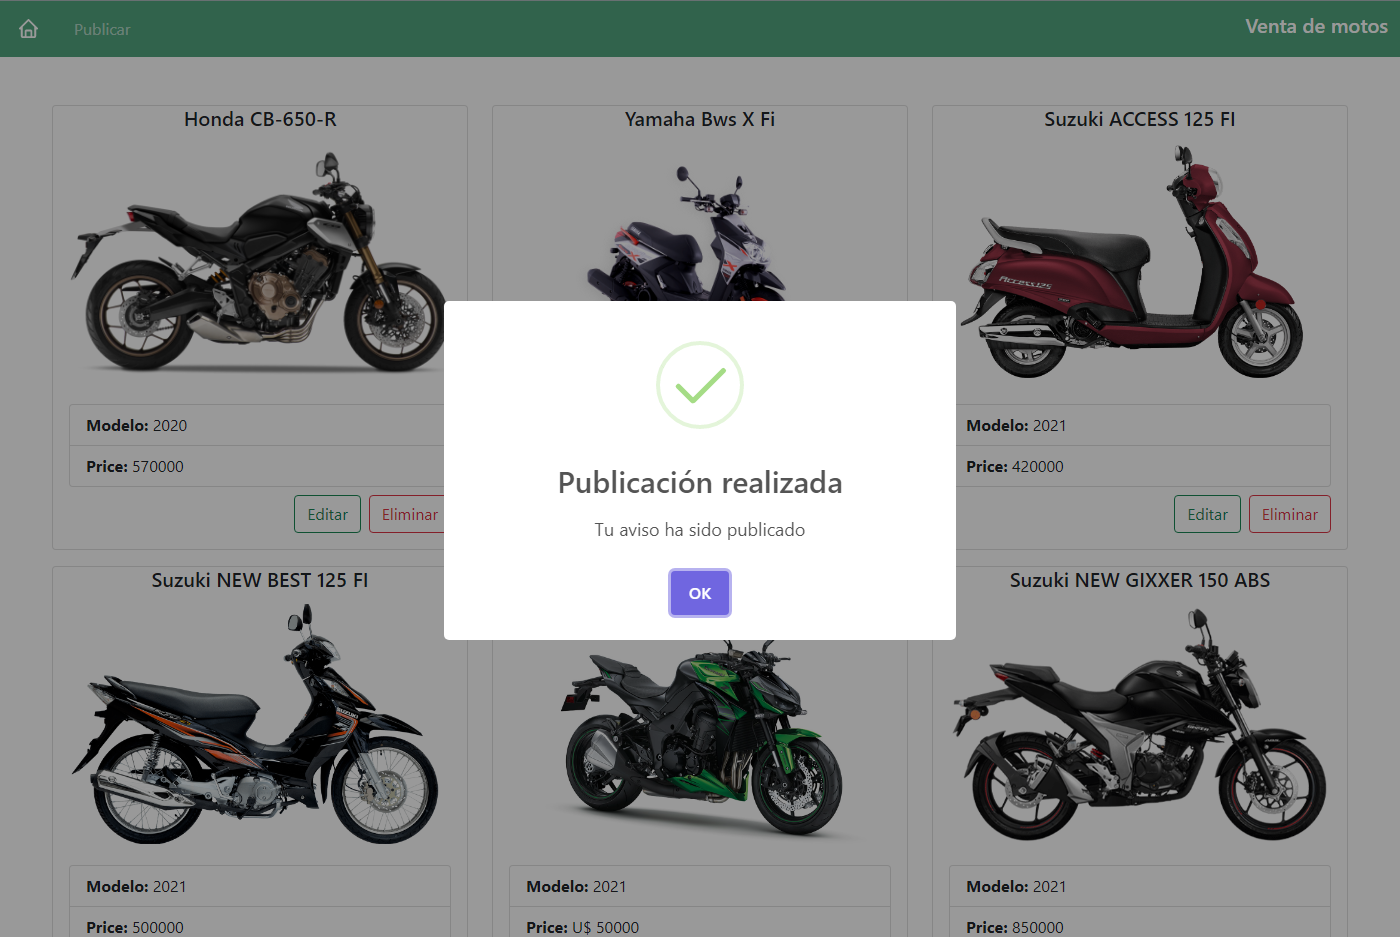 Publicar
Venta de motos
Honda CB-650-R
Yamaha Bws X Fi
Suzuki ACCESS 125 FI
Access125
Modelo: 2020
Price: 570000
Editar
Eliminar
Modelo: 2021
Price: 420000
Editar
Eliminar
Publicación realizada
Tu aviso ha sido publicado
OK
Suzuki NEW BEST 125 FI
Suzuki NEW GIXXER 150 ABS
SUZUKI
Modelo: 2021
Price: 500000
Modelo: 2021
Price: U$ 50000
Modelo: 2021
Price: 850000